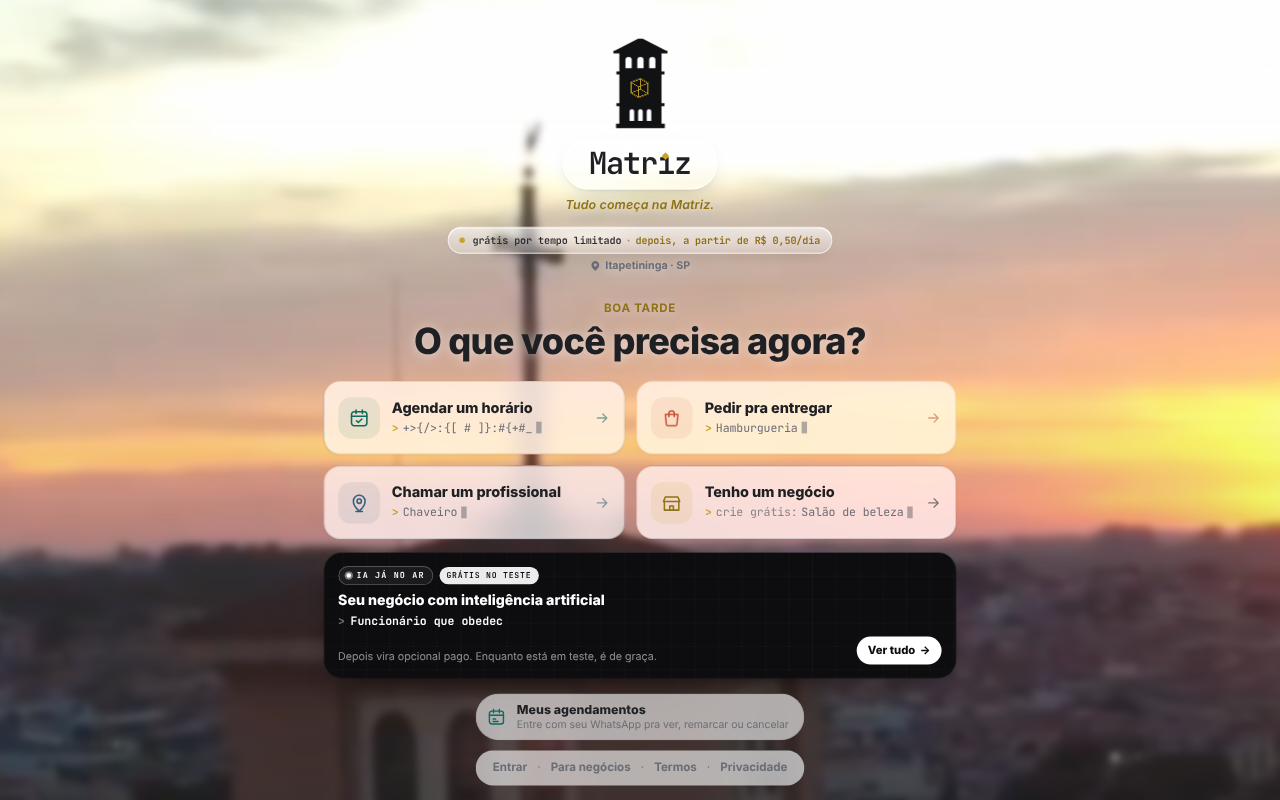 Matriz
Tudo começa na Matriz.
grátis por tempo limitado · depois, a partir de R$ 0,50/dia
Itapetininga · SP
BOA TARDE
O que você precisa agora?
Agendar um horário
> +>{/>:{[ # ]}:#{+#_
Pedir pra entregar
> Hamburgueria
Chamar um profissional
> Chaveiro
Tenho um negócio
> crie grátis: Salão de beleza
IA JÁ NO AR
GRÁTIS NO TESTE
Seu negócio com inteligência artificial
> Funcionário que obedec
Depois vira opcional pago. Enquanto está em teste, é de graça.
Ver tudo →
Meus agendamentos
Entre com seu WhatsApp pra ver, remarcar ou cancelar
Entrar · Para negócios · Termos · Privacidade